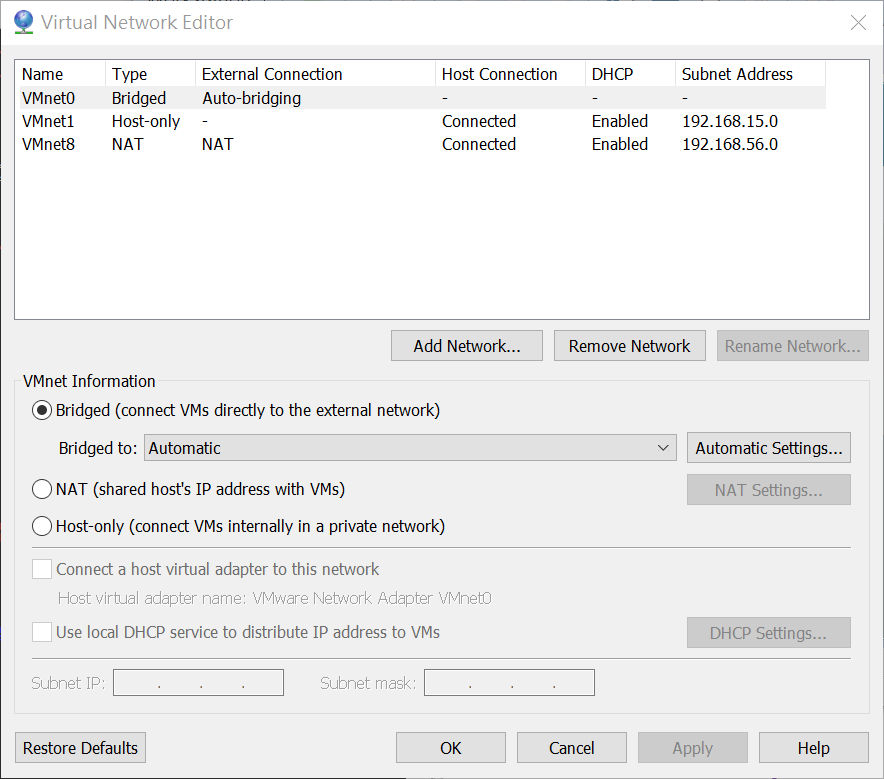 Virtual Network Editor
Name Type External Connection Host Connection DHCP Subnet Address
VMnet0 Bridged Auto-bridging - - -
VMnet1 Host-only - Connected Enabled 192.168.15.0
VMnet8 NAT NAT Connected Enabled 192.168.56.0
Add Network... Remove Network Rename Network...
VMnet Information
Bridged (connect VMs directly to the external network)
Bridged to: Automatic Automatic Settings...
NAT (shared host's IP address with VMs) NAT Settings...
Host-only (connect VMs internally in a private network)
Connect a host virtual adapter to this network
Host virtual adapter name: VMware Network Adapter VMnet0
Use local DHCP service to distribute IP address to VMs DHCP Settings...
Subnet IP: . . . Subnet mask: . . .
Restore Defaults OK Cancel Apply Help